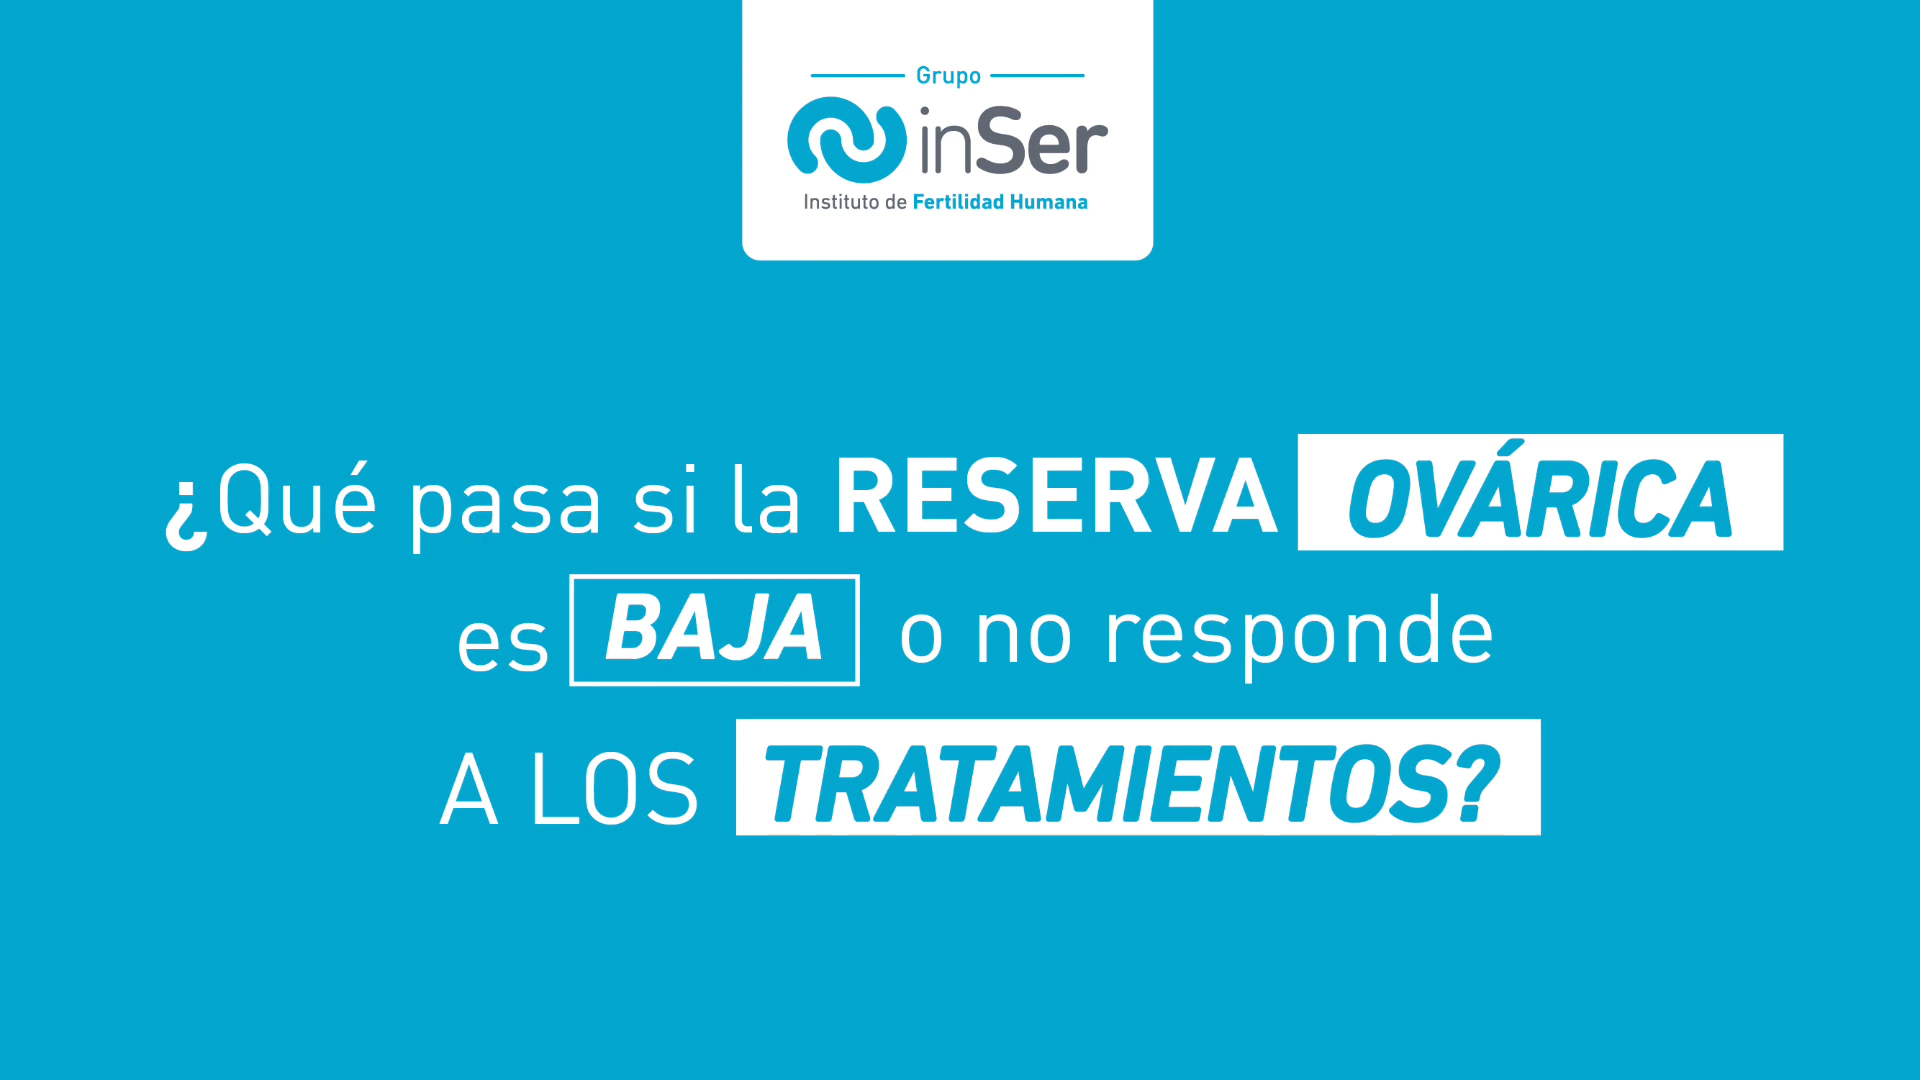 Grupo
inSer
Instituto de Fertilidad Humana
¿Qué pasa si la RESERVA OVÁRICA
es BAJA o no responde
A LOS TRATAMIENTOS?